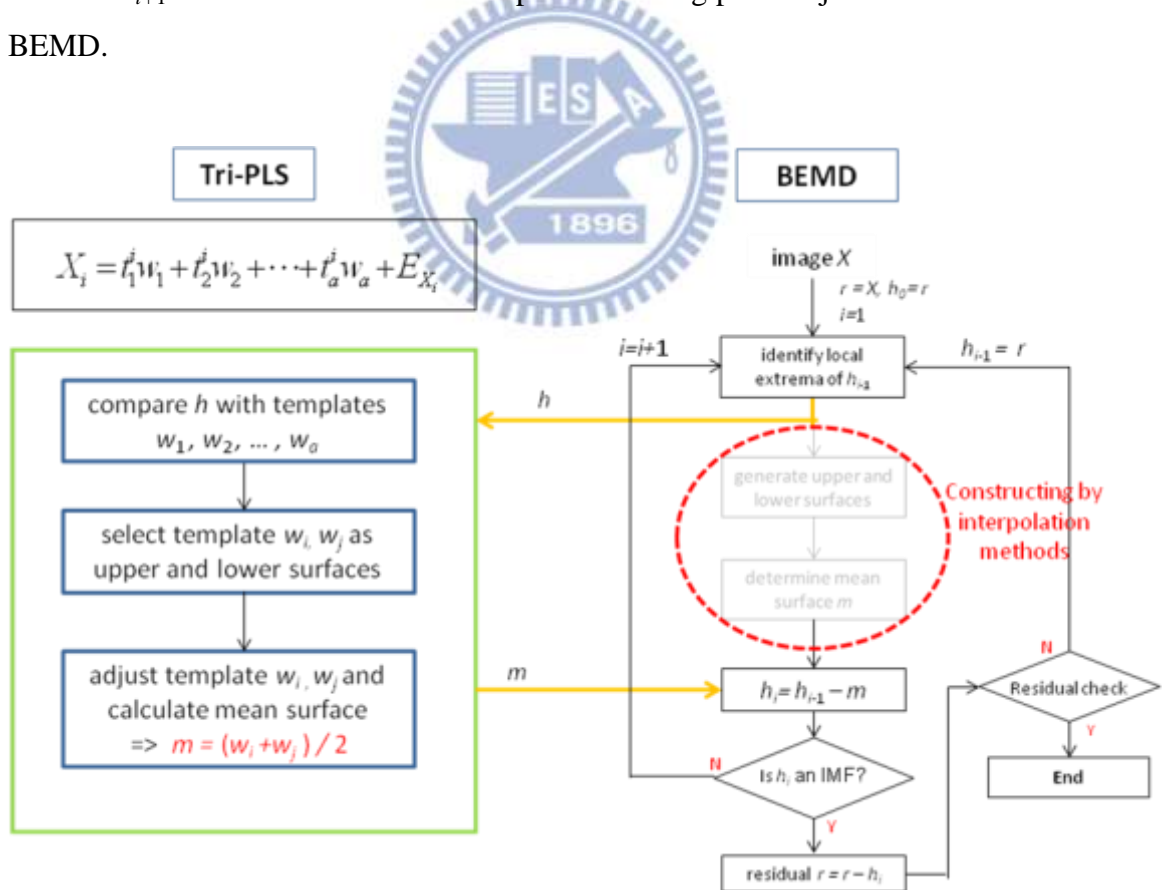 BEMD.
ESA
1896
Tri-PLS
X_i = t_1^i w_1 + t_2^i w_2 + ··· + t_a^i w_a + E_{X_i}
compare h with templates
w_1, w_2, ... , w_a
select template w_i, w_j as
upper and lower surfaces
adjust template w_i, w_j and
calculate mean surface
=> m = (w_i + w_j) / 2
h
m
BEMD
image X
r = X, h_0 = r
i=1
i=i+1
identify local
extrema of h_{i-1}
h_{i-1} = r
generate upper and
lower surfaces
determine mean
surface m
Constructing by
interpolation
methods
h_i = h_{i-1} − m
Is h_i an IMF?
N
Y
residual r = r − h_i
Residual check
N
Y
End